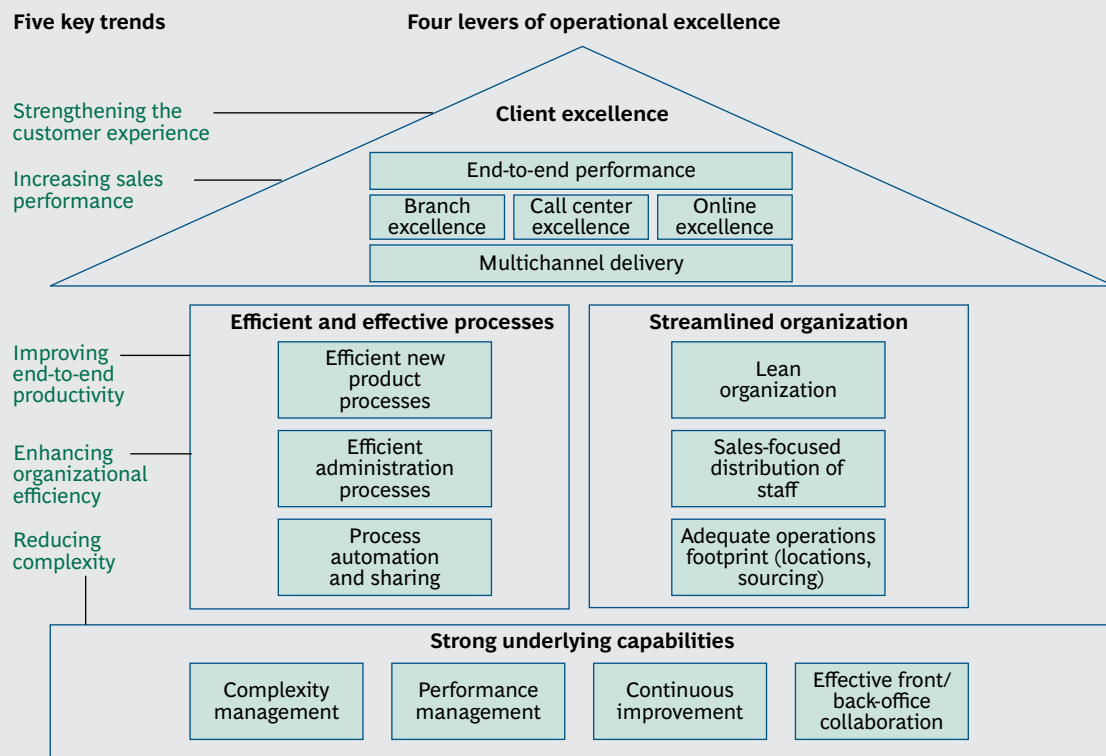 Five key trends
Four levers of operational excellence
Strengthening the
customer experience
Increasing sales
performance
Client excellence
End-to-end performance
Branch
excellence
Call center
excellence
Online
excellence
Multichannel delivery
Improving
end-to-end
productivity
Enhancing
organizational
efficiency
Reducing
complexity
Efficient and effective processes
Efficient new
product
processes
Efficient
administration
processes
Process
automation
and sharing
Streamlined organization
Lean
organization
Sales-focused
distribution of
staff
Adequate operations
footprint (locations,
sourcing)
Strong underlying capabilities
Complexity
management
Performance
management
Continuous
improvement
Effective front/
back-office
collaboration